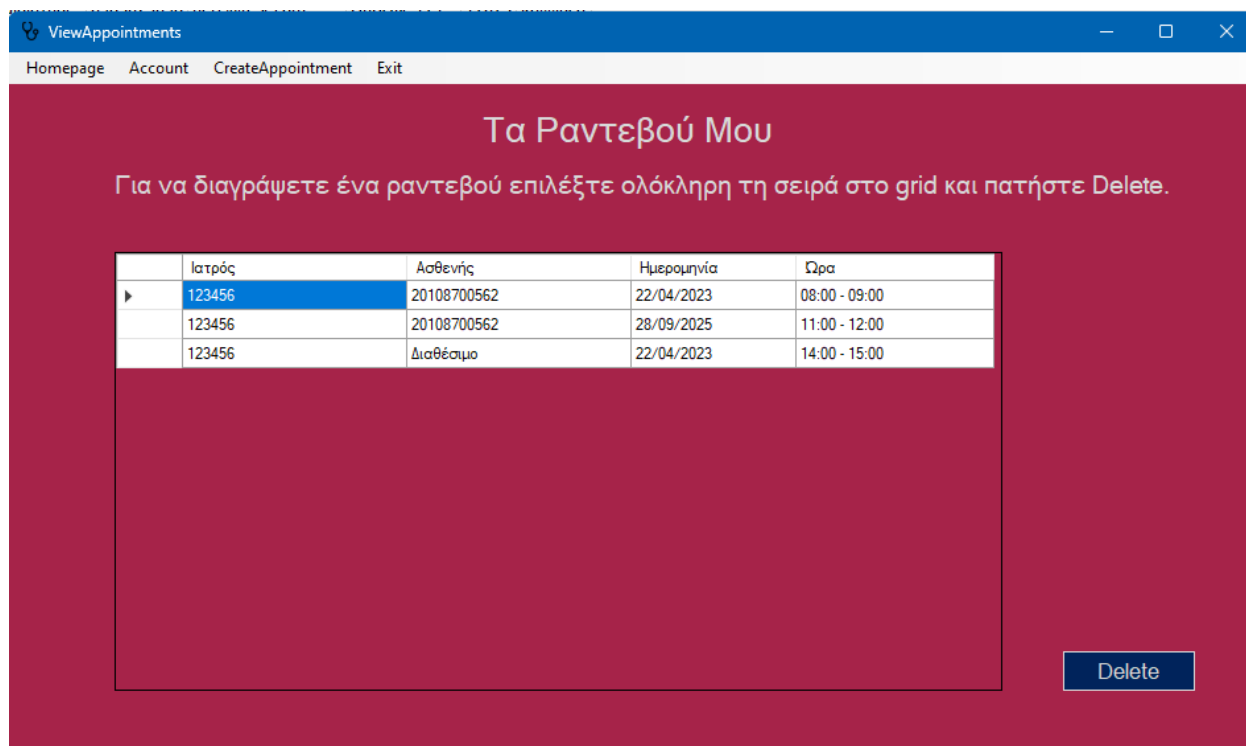 ViewAppointments
Homepage Account CreateAppointment Exit
Τα Ραντεβού Μου
Για να διαγράψετε ένα ραντεβού επιλέξτε ολόκληρη τη σειρά στο grid και πατήστε Delete.
Ιατρός Ασθενής Ημερομηνία Ώρα
123456 20108700562 22/04/2023 08:00 - 09:00
123456 20108700562 28/09/2025 11:00 - 12:00
123456 Διαθέσιμο 22/04/2023 14:00 - 15:00
Delete